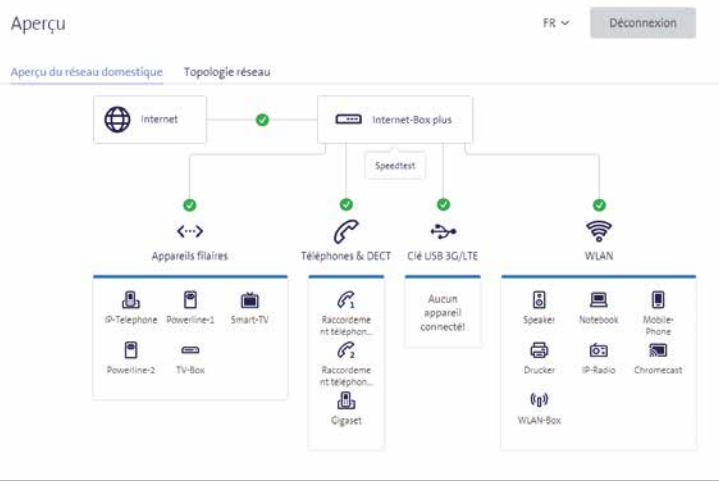 Aperçu
FR
Déconnexion
Aperçu du réseau domestique
Topologie réseau
Internet
Internet-Box plus
Speedtest
Appareils filaires
Téléphones & DECT
Clé USB 3G/LTE
WLAN
IP-Telephone
Powerline-1
Smart-TV
Powerline-2
TV-Box
1
Raccordeme
nt téléphon...
2
Raccordeme
nt téléphon...
Gigaset
Aucun
appareil
connecté!
Speaker
Notebook
Mobile-
Phone
Drucker
IP-Radio
Chromecast
WLAN-Box